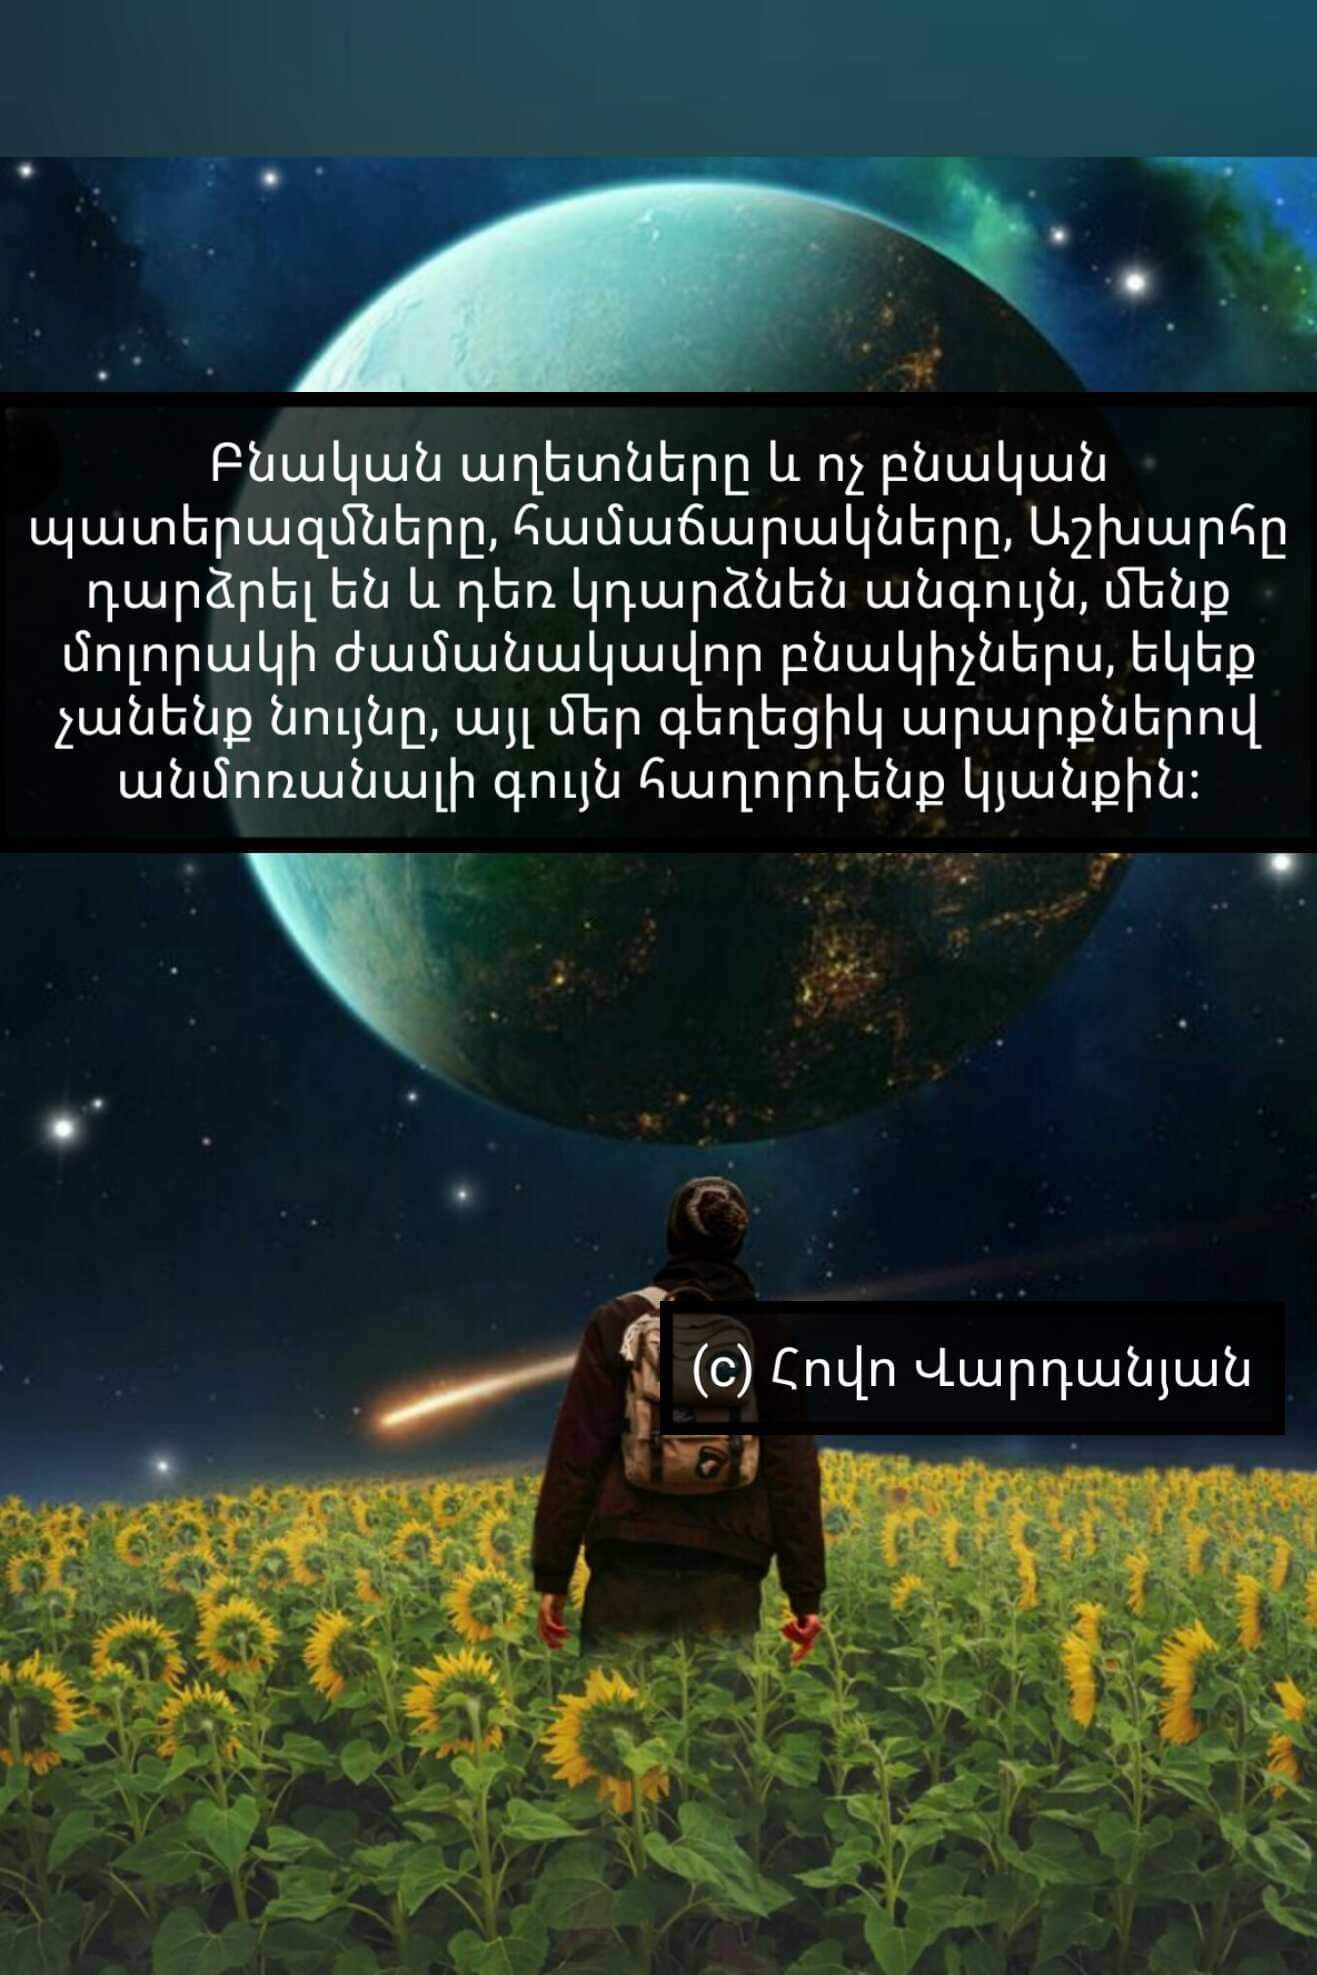 Բնական աղետները և ոչ բնական
պատերազմները, համաճարակները, Աշխարհը
դարձրել են և դեռ կդարձնեն անգույն, մենք
մոլորակի ժամանակավոր բնակիչներս, եկեք
չանենք նույնը, այլ մեր գեղեցիկ արարքներով
անմոռանալի գույն հաղորդենք կյանքին:
(c) Հովո Վարդանյան